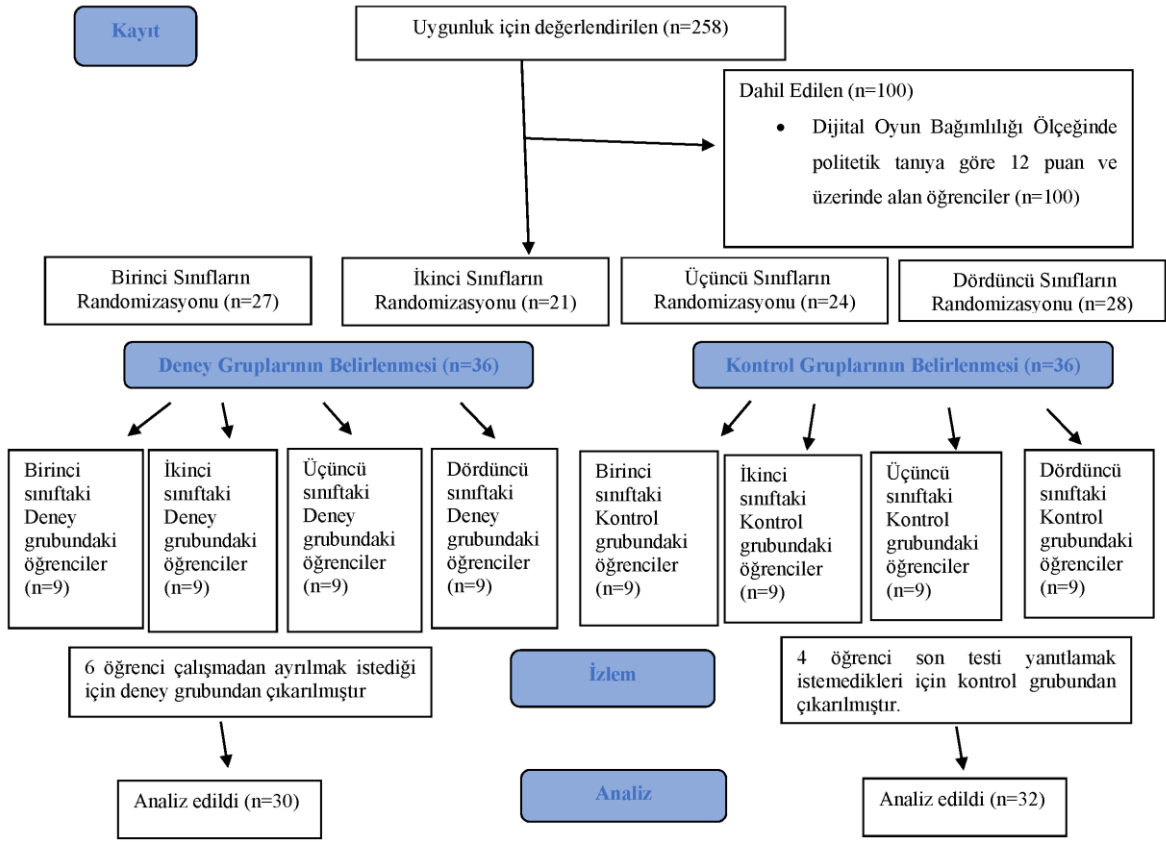 Kayıt
Uygunluk için değerlendirilen (n=258)
Dahil Edilen (n=100)
• Dijital Oyun Bağımlılığı Ölçeğinde
politetik tanıya göre 12 puan ve
üzerinde alan öğrenciler (n=100)
Birinci Sınıfların
Randomizasyonu (n=27)
İkinci Sınıfların
Randomizasyonu (n=21)
Üçüncü Sınıfların
Randomizasyonu (n=24)
Dördüncü Sınıfların
Randomizasyonu (n=28)
Deney Gruplarının Belirlenmesi (n=36)
Kontrol Gruplarının Belirlenmesi (n=36)
Birinci
sınıftaki
Deney
grubundaki
öğrenciler
(n=9)
İkinci
sınıftaki
Deney
grubundaki
öğrenciler
(n=9)
Üçüncü
sınıftaki
Deney
grubundaki
öğrenciler
(n=9)
Dördüncü
sınıftaki
Deney
grubundaki
öğrenciler
(n=9)
Birinci
sınıftaki
Kontrol
grubundaki
öğrenciler
(n=9)
İkinci
sınıftaki
Kontrol
grubundaki
öğrenciler
(n=9)
Üçüncü
sınıftaki
Kontrol
grubundaki
öğrenciler
(n=9)
Dördüncü
sınıftaki
Kontrol
grubundaki
öğrenciler
(n=9)
6 öğrenci çalışmadan ayrılmak istediği
için deney grubundan çıkarılmıştır
İzlem
4 öğrenci son testi yanıtlamak
istemedikleri için kontrol grubundan
çıkarılmıştır.
Analiz edildi (n=30)
Analiz
Analiz edildi (n=32)